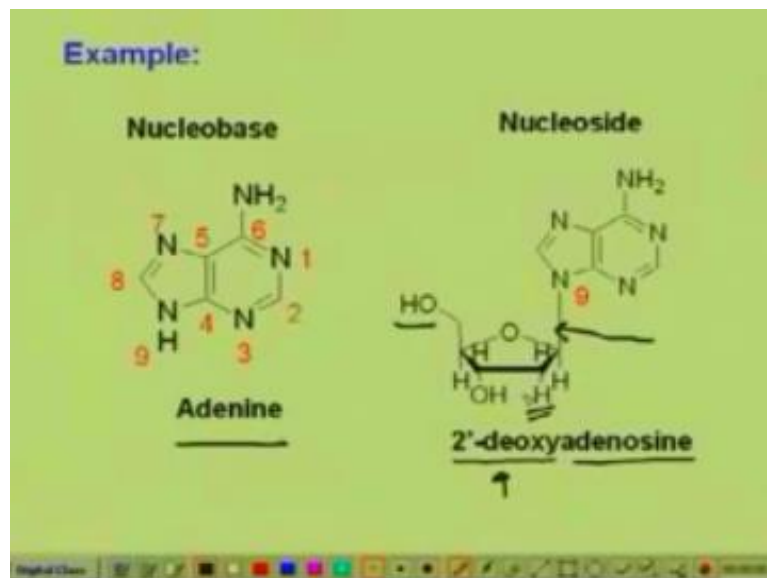 Example:
Nucleobase
Nucleoside
NH₂
7
N
5
6
N 1
8
N
H
4
N
2
9
3
Adenine
NH₂
N
N
N
N
9
HO
O
H
H
H
H
OH
H
2'-deoxyadenosine